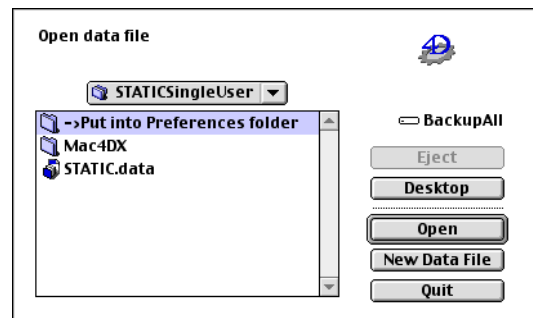 Open data file
4D
STATICSingleUser
->Put into Preferences folder
Mac4DX
STATIC.data
BackupAll
Eject
Desktop
Open
New Data File
Quit